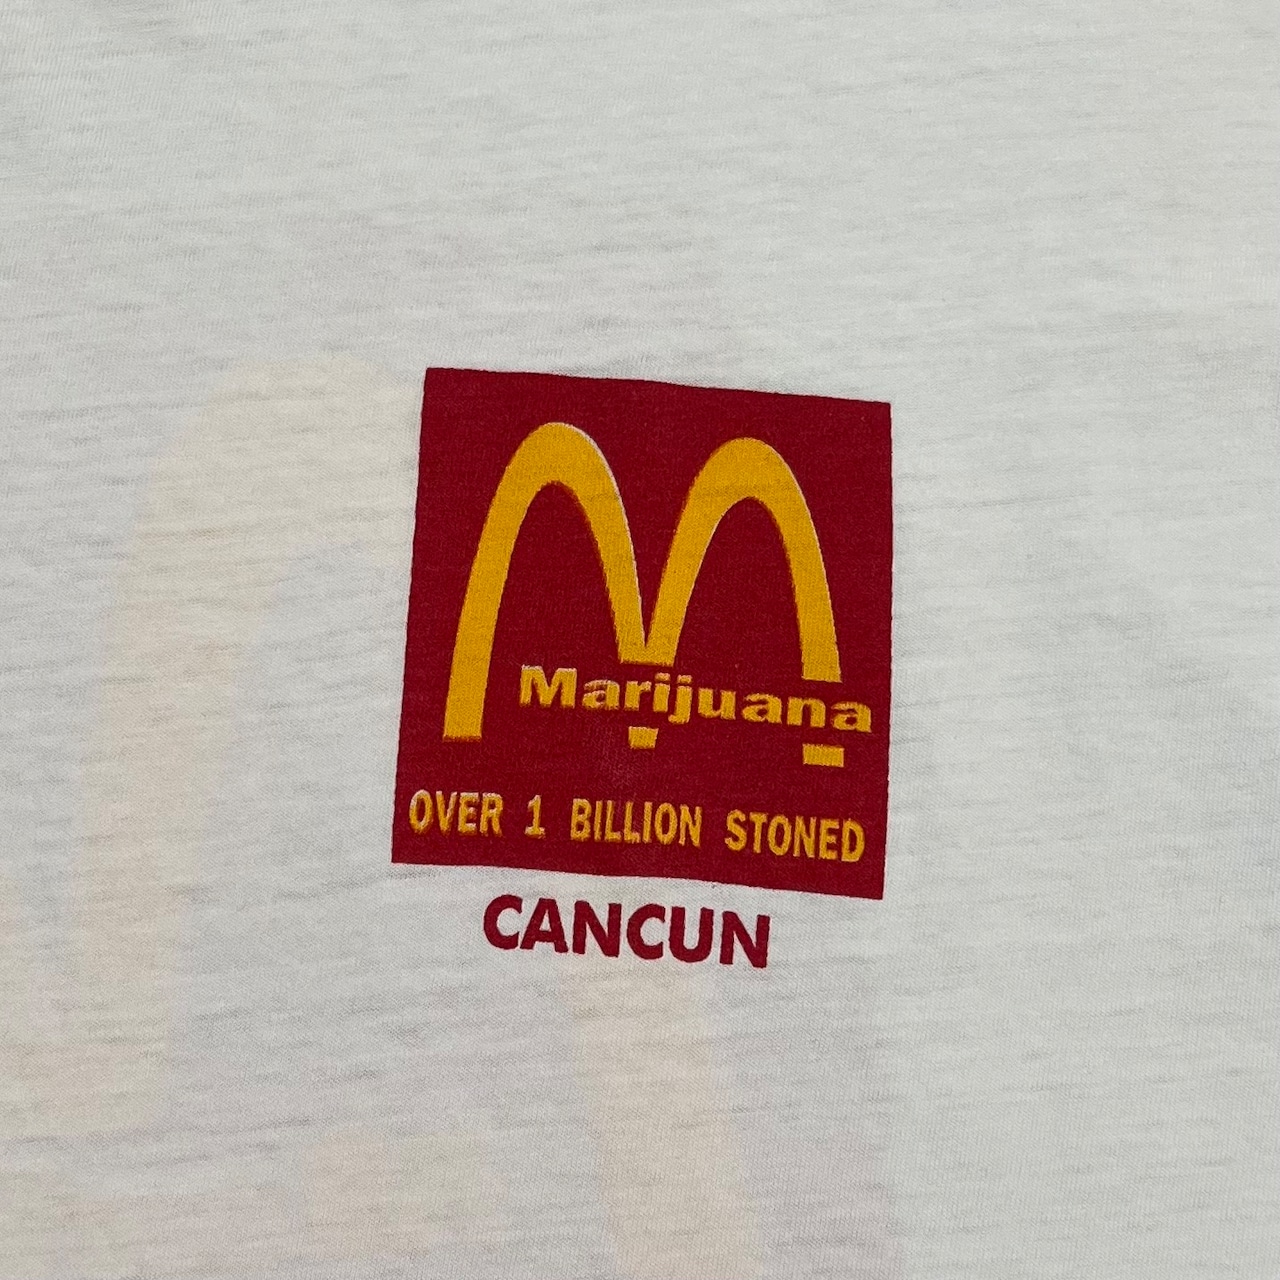 Marijuana
OVER 1 BILLION STONED
CANCUN